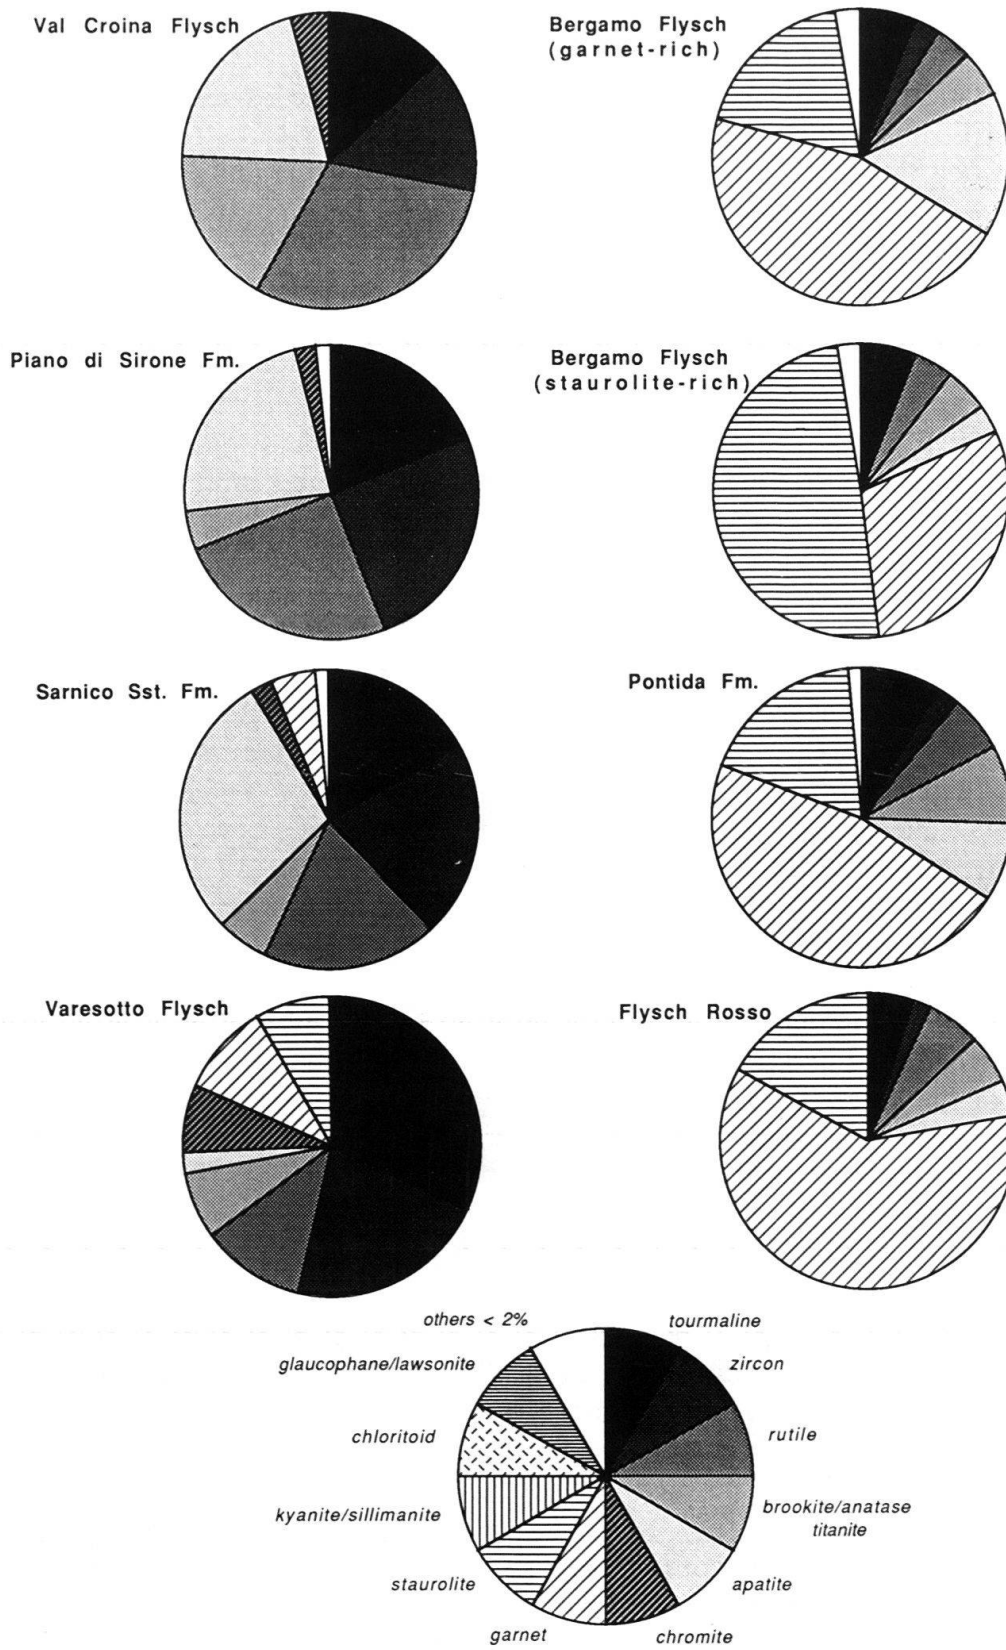 Val Croina Flysch
Bergamo Flysch
(garnet-rich)
Piano di Sirone Fm.
Bergamo Flysch
(staurolite-rich)
Sarnico Sst. Fm.
Pontida Fm.
Varesotto Flysch
Flysch Rosso
others < 2%
tourmaline
glaucophane/lawsonite
zircon
chloritoid
rutile
kyanite/sillimanite
brookite/anatase
titanite
staurolite
apatite
garnet
chromite